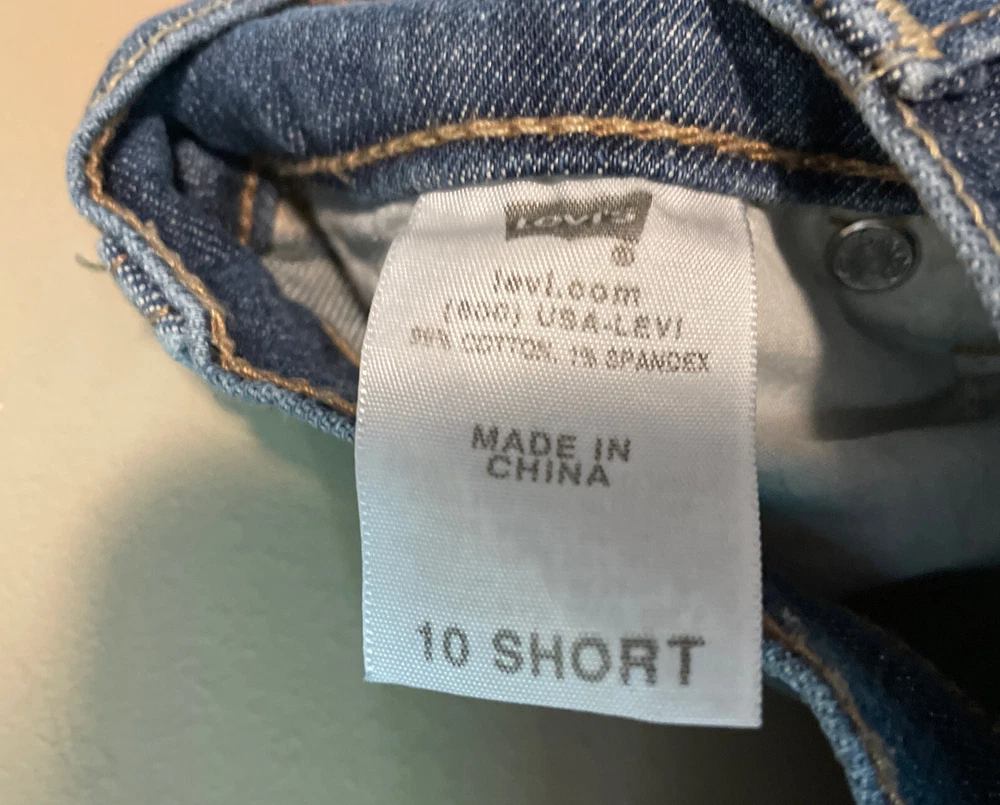 Levi's
®
levi.com
(800) USA-LEVI
99% COTTON, 1% SPANDEX
MADE IN
CHINA
10 SHORT